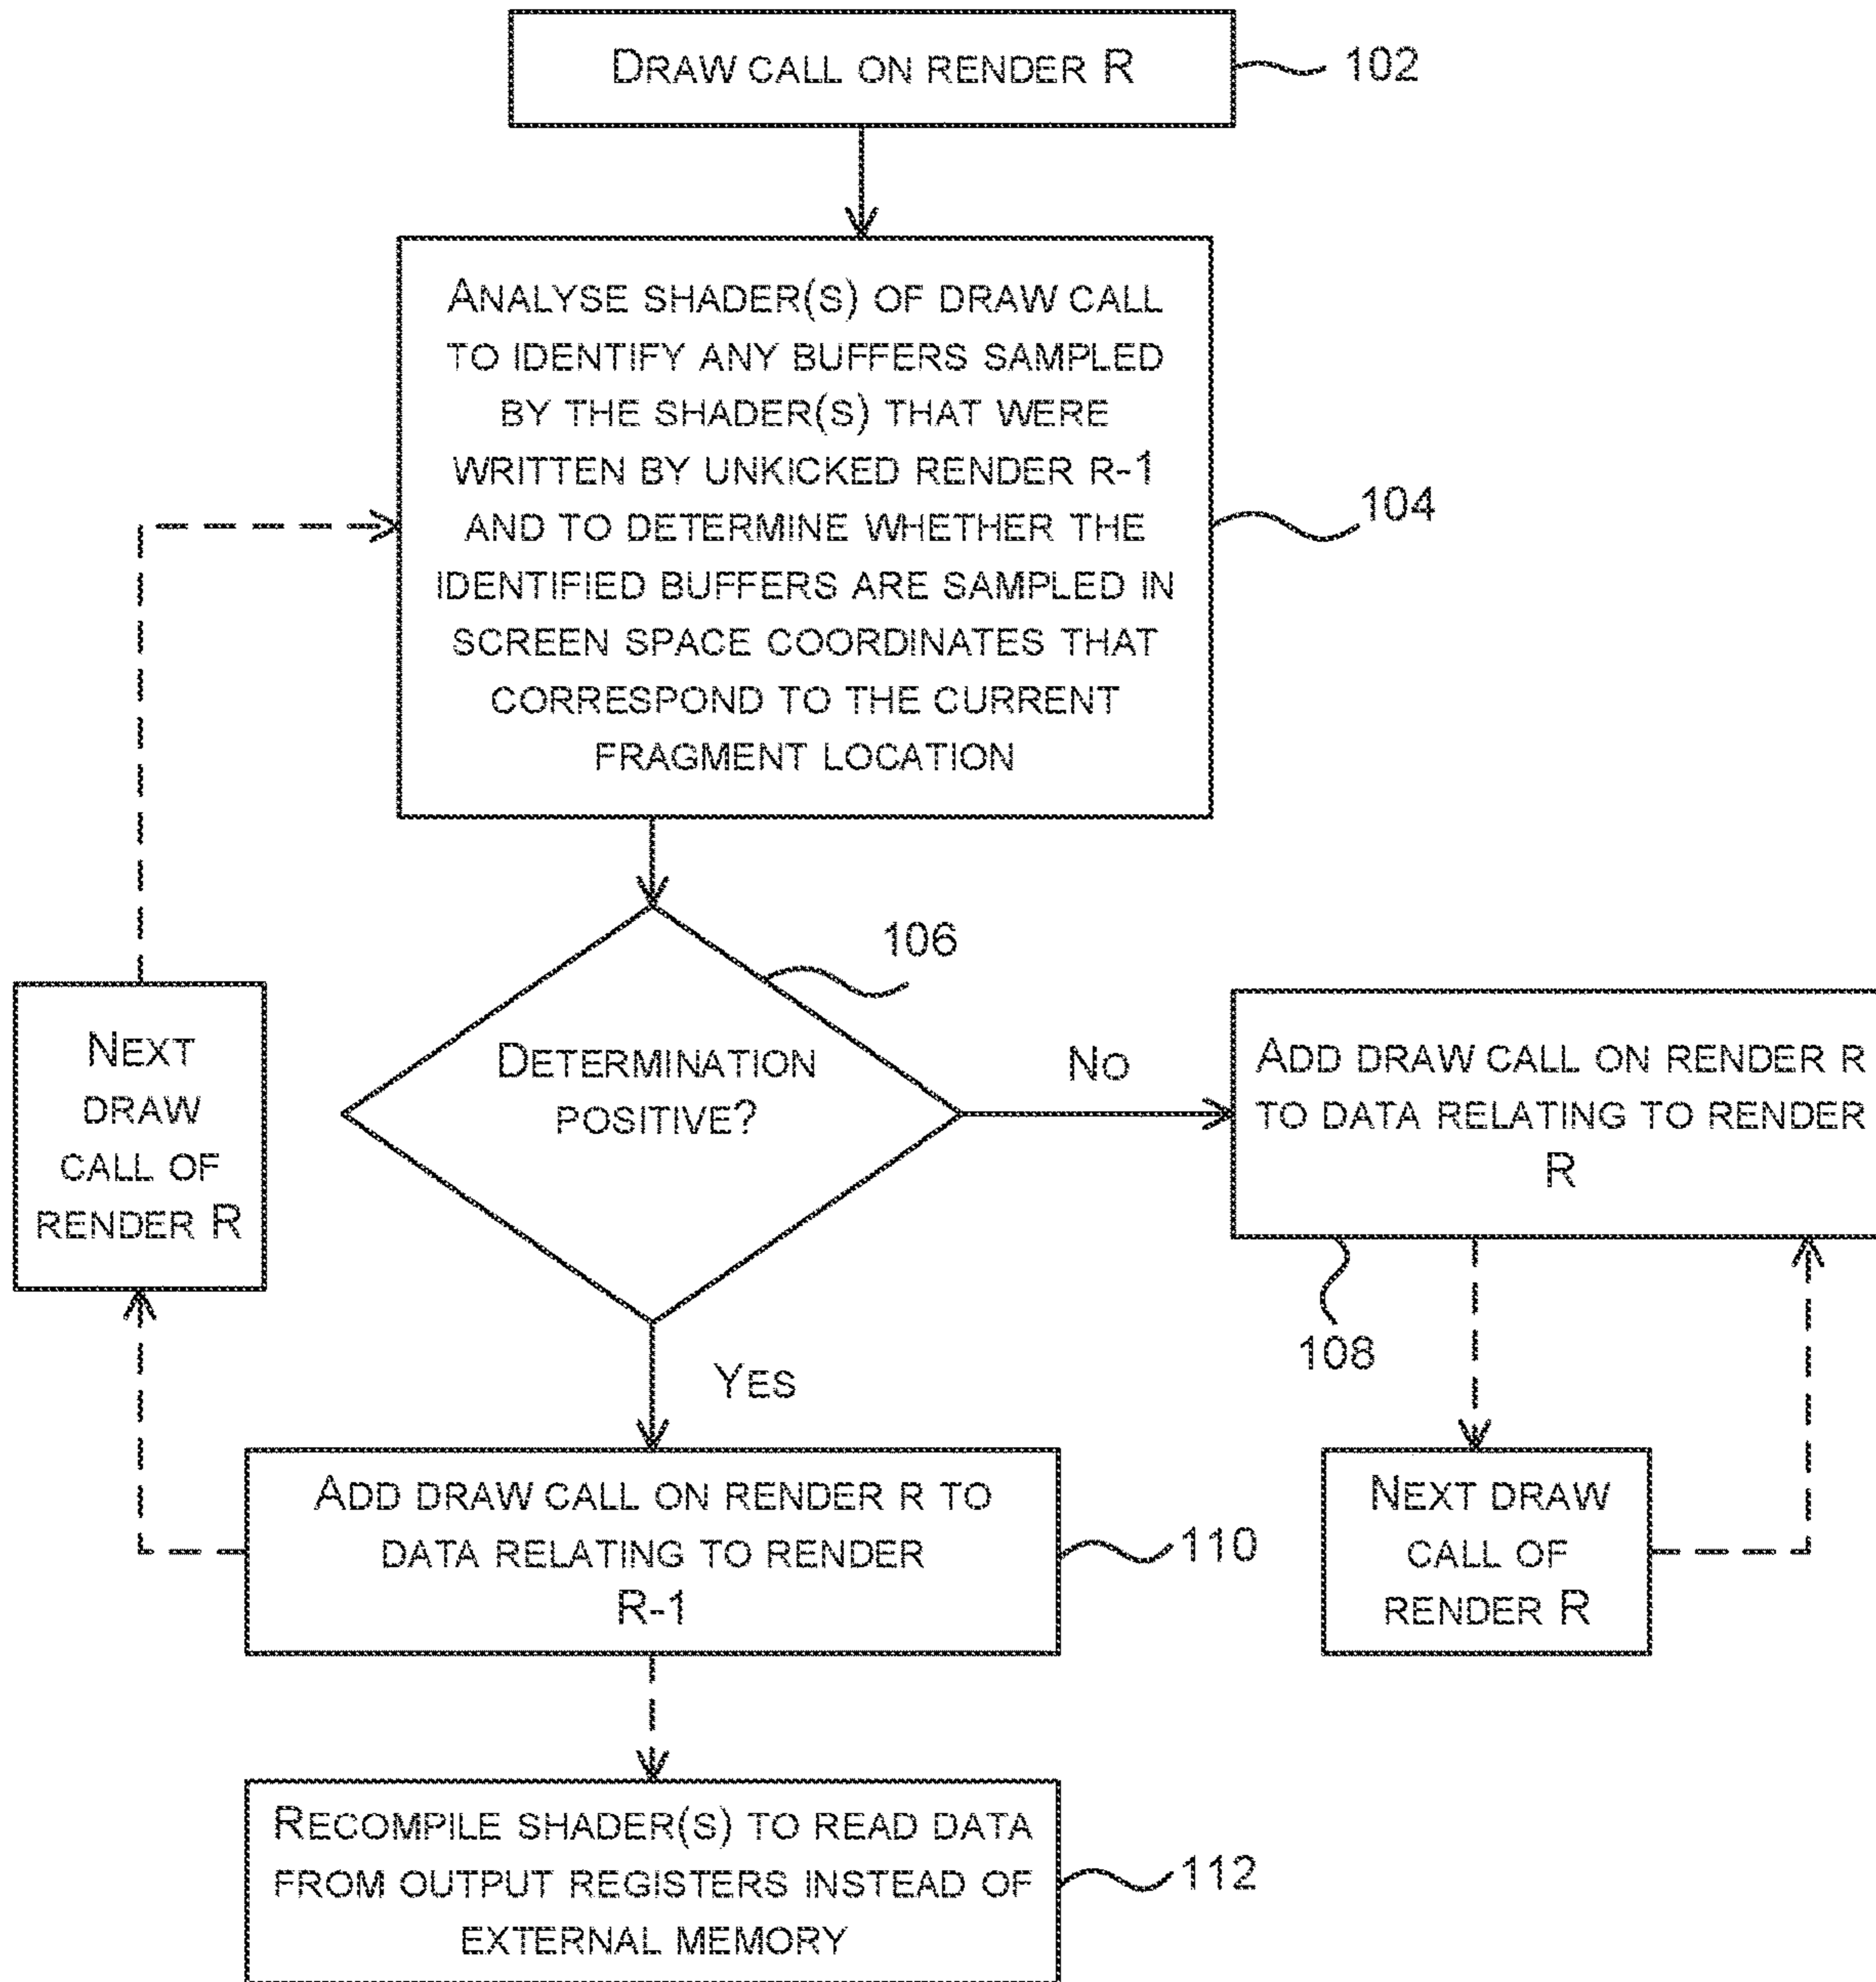 DRAW CALL ON RENDER R
102
ANALYSE SHADER(S) OF DRAW CALL
TO IDENTIFY ANY BUFFERS SAMPLED
BY THE SHADER(S) THAT WERE
WRITTEN BY UNKICKED RENDER R-1
AND TO DETERMINE WHETHER THE
IDENTIFIED BUFFERS ARE SAMPLED IN
SCREEN SPACE COORDINATES THAT
CORRESPOND TO THE CURRENT
FRAGMENT LOCATION
104
106
DETERMINATION
POSITIVE?
NO
YES
NEXT
DRAW
CALL OF
RENDER R
ADD DRAW CALL ON RENDER R
TO DATA RELATING TO RENDER
R
108
NEXT DRAW
CALL OF
RENDER R
ADD DRAW CALL ON RENDER R TO
DATA RELATING TO RENDER
R-1
110
RECOMPILE SHADER(S) TO READ DATA
FROM OUTPUT REGISTERS INSTEAD OF
EXTERNAL MEMORY
112